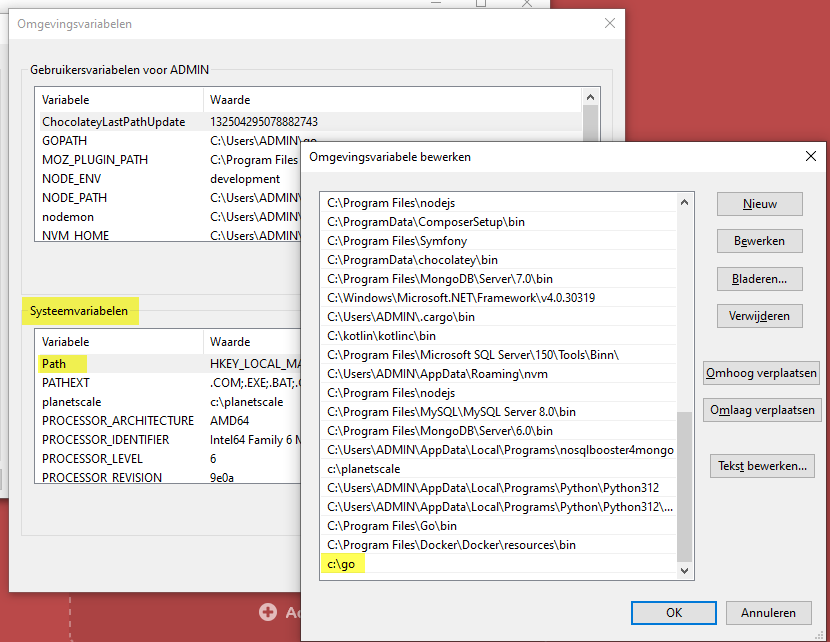 Omgevingsvariabelen
Gebruikersvariabelen voor ADMIN
Variabele Waarde
ChocolateyLastPathUpdate 132504295078882743
GOPATH C:\Users\ADMIN\go
MOZ_PLUGIN_PATH C:\Program Files
NODE_ENV development
NODE_PATH C:\Users\ADMIN\
nodemon C:\Users\ADMIN\
NVM_HOME C:\Users\ADMIN\
Systeemvariabelen
Variabele Waarde
Path HKEY_LOCAL_MA
PATHEXT .COM;.EXE;.BAT;.
planetscale c:\planetscale
PROCESSOR_ARCHITECTURE AMD64
PROCESSOR_IDENTIFIER Intel64 Family 6 M
PROCESSOR_LEVEL 6
PROCESSOR_REVISION 9e0a
Omgevingsvariabele bewerken
C:\Program Files\nodejs
C:\ProgramData\ComposerSetup\bin
C:\Program Files\Symfony
C:\ProgramData\chocolatey\bin
C:\Program Files\MongoDB\Server\7.0\bin
C:\Windows\Microsoft.NET\Framework\v4.0.30319
C:\Users\ADMIN\.cargo\bin
C:\kotlin\kotlinc\bin
C:\Program Files\Microsoft SQL Server\150\Tools\Binn\
C:\Users\ADMIN\AppData\Roaming\nvm
C:\Program Files\nodejs
C:\Program Files\MySQL\MySQL Server 8.0\bin
C:\Program Files\MongoDB\Server\6.0\bin
C:\Users\ADMIN\AppData\Local\Programs\nosqlbooster4mongo
c:\planetscale
C:\Users\ADMIN\AppData\Local\Programs\Python\Python312
C:\Users\ADMIN\AppData\Local\Programs\Python\Python312\...
C:\Program Files\Go\bin
C:\Program Files\Docker\Docker\resources\bin
c:\go
Nieuw
Bewerken
Bladeren...
Verwijderen
Omhoog verplaatsen
Omlaag verplaatsen
Tekst bewerken...
OK
Annuleren